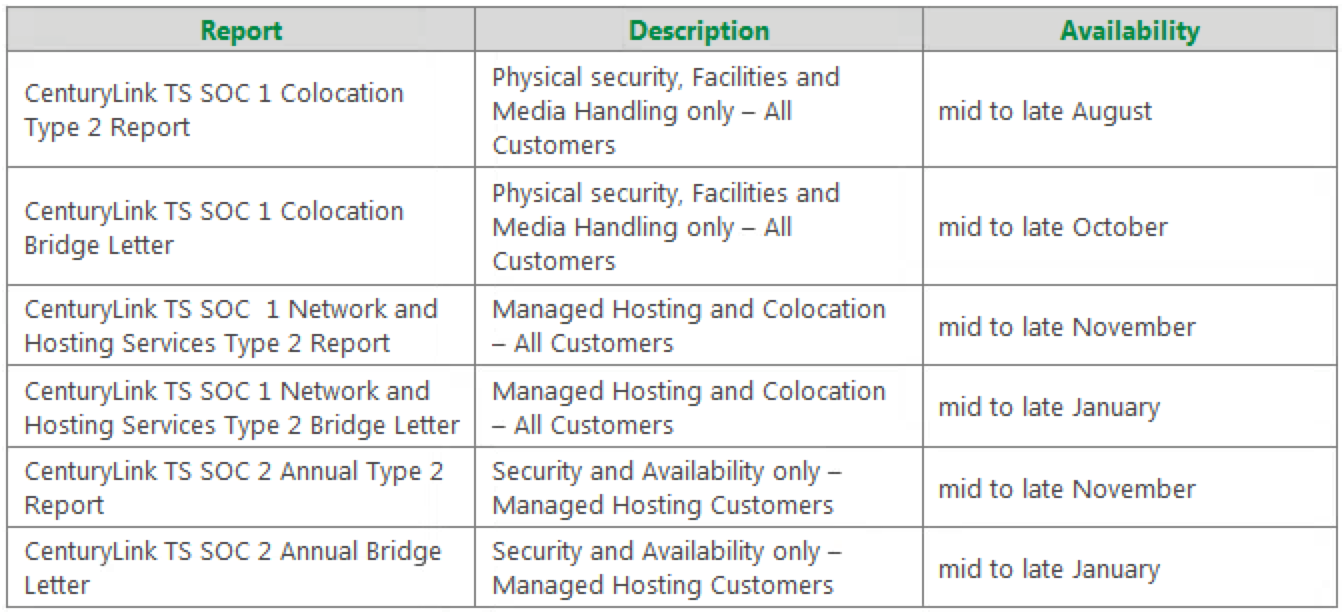 Report Description Availability
CenturyLink TS SOC 1 Colocation
Type 2 Report
Physical security, Facilities and
Media Handling only – All
Customers
mid to late August
CenturyLink TS SOC 1 Colocation
Bridge Letter
Physical security, Facilities and
Media Handling only – All
Customers
mid to late October
CenturyLink TS SOC  1 Network and
Hosting Services Type 2 Report
Managed Hosting and Colocation
– All Customers
mid to late November
CenturyLink TS SOC 1 Network and
Hosting Services Type 2 Bridge Letter
Managed Hosting and Colocation
– All Customers
mid to late January
CenturyLink TS SOC 2 Annual Type 2
Report
Security and Availability only –
Managed Hosting Customers
mid to late November
CenturyLink TS SOC 2 Annual Bridge
Letter
Security and Availability only –
Managed Hosting Customers
mid to late January